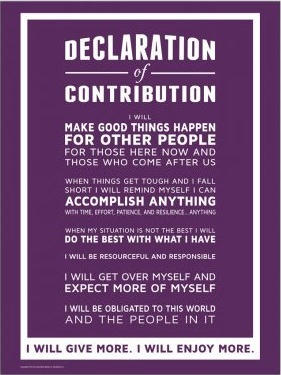 DECLARATION
of
CONTRIBUTION
I WILL
MAKE GOOD THINGS HAPPEN
FOR OTHER PEOPLE
FOR THOSE HERE NOW AND
THOSE WHO COME AFTER US
WHEN THINGS GET TOUGH AND I FALL
SHORT I WILL REMIND MYSELF I CAN
ACCOMPLISH ANYTHING
WITH TIME, EFFORT, PATIENCE, AND RESILIENCE...ANYTHING
WHEN MY SITUATION IS NOT THE BEST I WILL
DO THE BEST WITH WHAT I HAVE
I WILL BE RESOURCEFUL AND RESPONSIBLE
I WILL GET OVER MYSELF AND
EXPECT MORE OF MYSELF
I WILL BE OBLIGATED TO THIS WORLD
AND THE PEOPLE IN IT
I WILL GIVE MORE. I WILL ENJOY MORE.